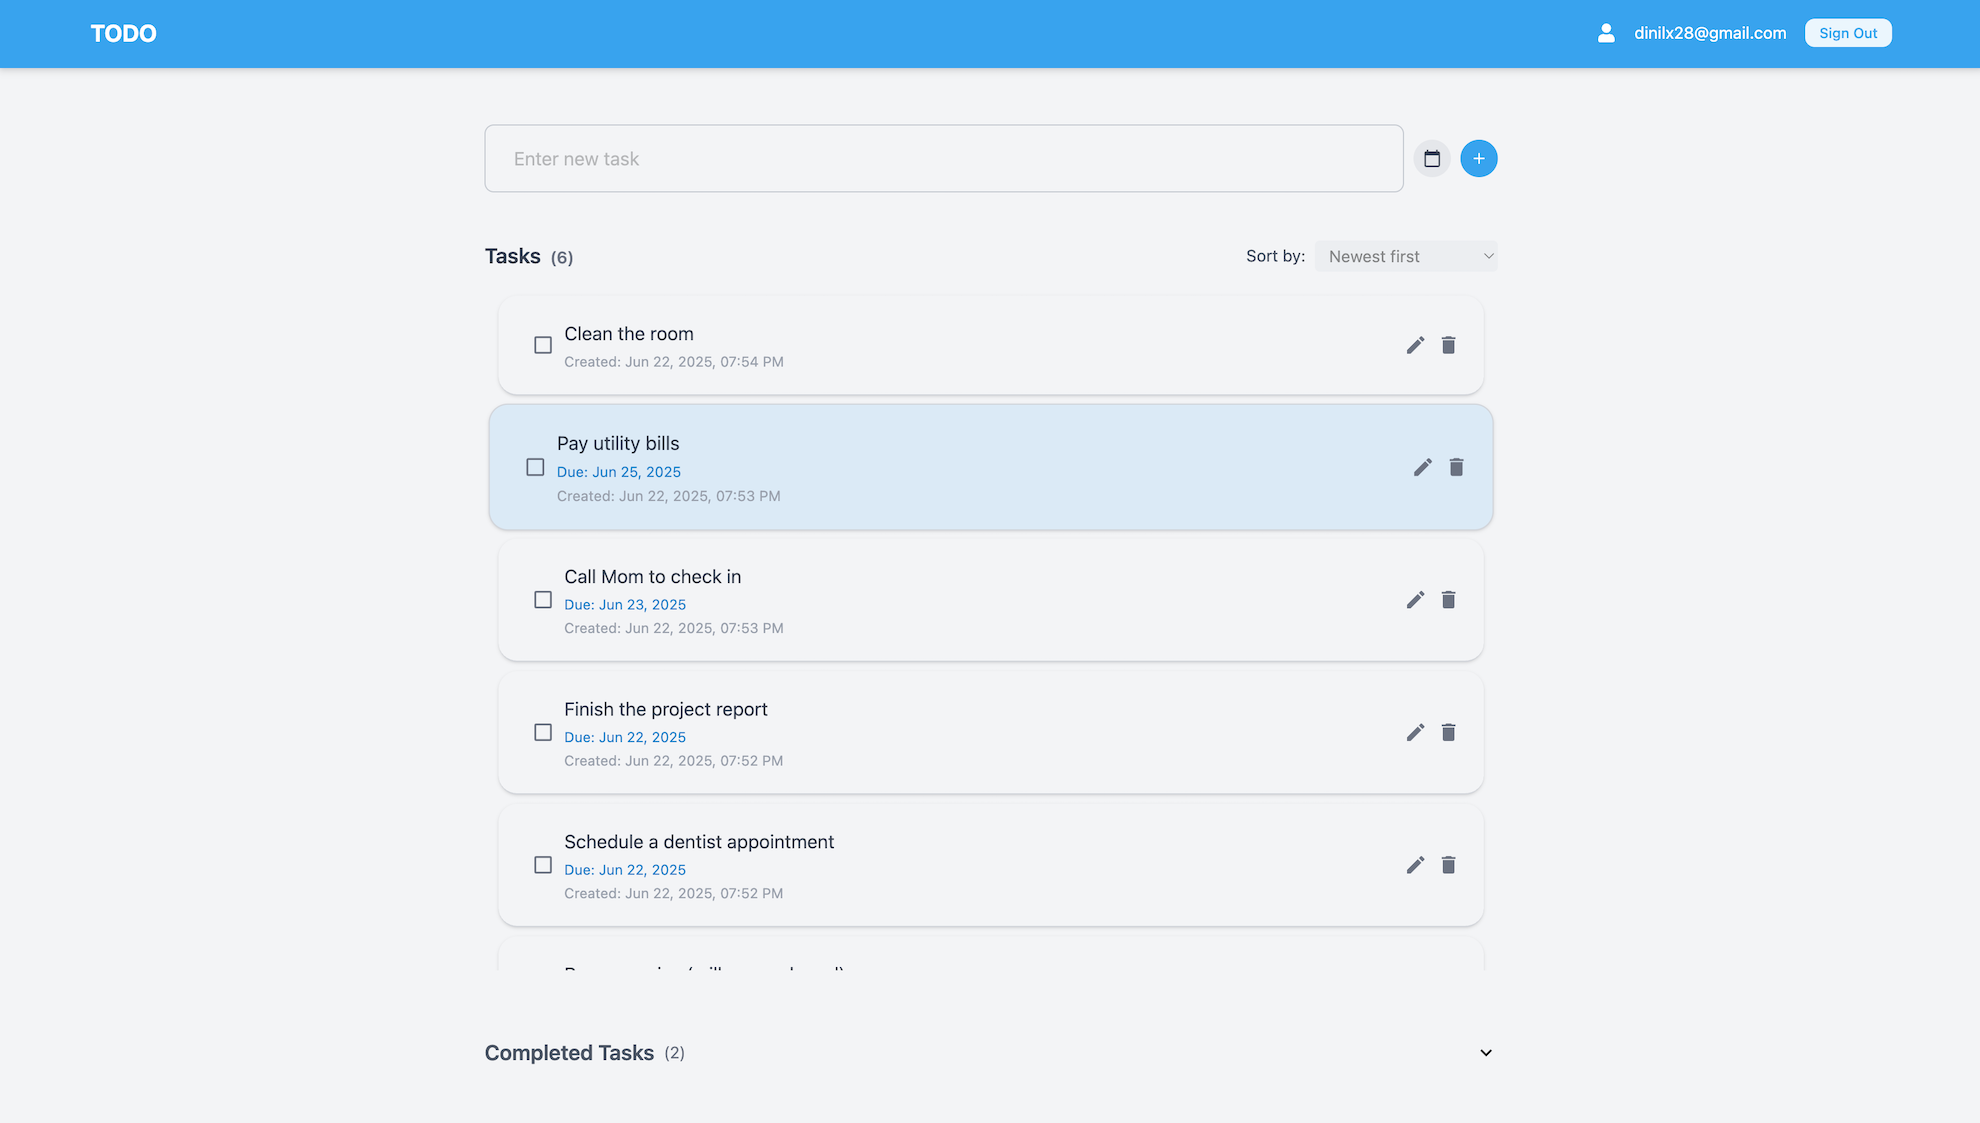 TODO
dinilx28@gmail.com
Sign Out
Enter new task
Tasks (6)
Sort by: Newest first
Clean the room
Created: Jun 22, 2025, 07:54 PM
Pay utility bills
Due: Jun 25, 2025
Created: Jun 22, 2025, 07:53 PM
Call Mom to check in
Due: Jun 23, 2025
Created: Jun 22, 2025, 07:53 PM
Finish the project report
Due: Jun 22, 2025
Created: Jun 22, 2025, 07:52 PM
Schedule a dentist appointment
Due: Jun 22, 2025
Created: Jun 22, 2025, 07:52 PM
Completed Tasks (2)